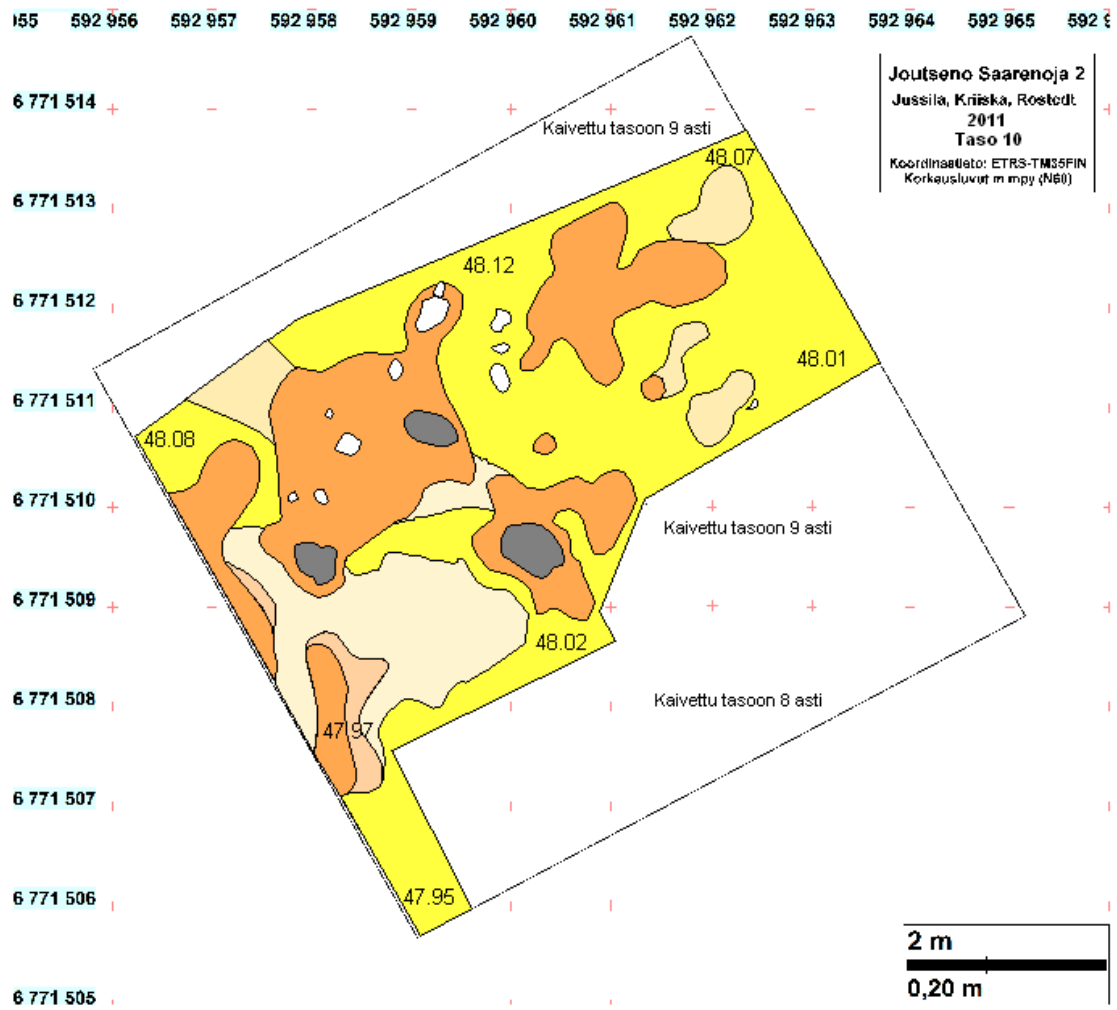 955 592 956 592 957 592 958 592 959 592 960 592 961 592 962 592 963 592 964 592 965 592 9
Joutseno Saarenoja 2
Jussila, Kriiska, Rostedt
2011
Taso 10
Koordinaatisto: ETRS-TM35FIN
Korkeusluvut m mpy (N60)
6 771 514
Kaivettu tasoon 9 asti
48.07
6 771 513
48.12
6 771 512
48.01
6 771 511
48.08
6 771 510
Kaivettu tasoon 9 asti
6 771 509
48.02
6 771 508
Kaivettu tasoon 8 asti
47.97
6 771 507
6 771 506
47.95
2 m
0,20 m
6 771 505